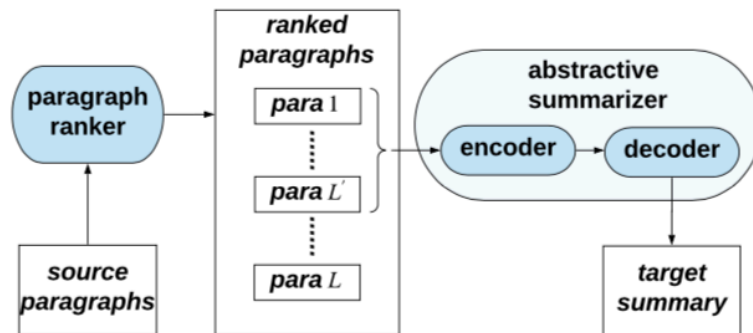 paragraph
ranker
source
paragraphs
ranked
paragraphs
para 1
para L'
para L
abstractive
summarizer
encoder
decoder
target
summary